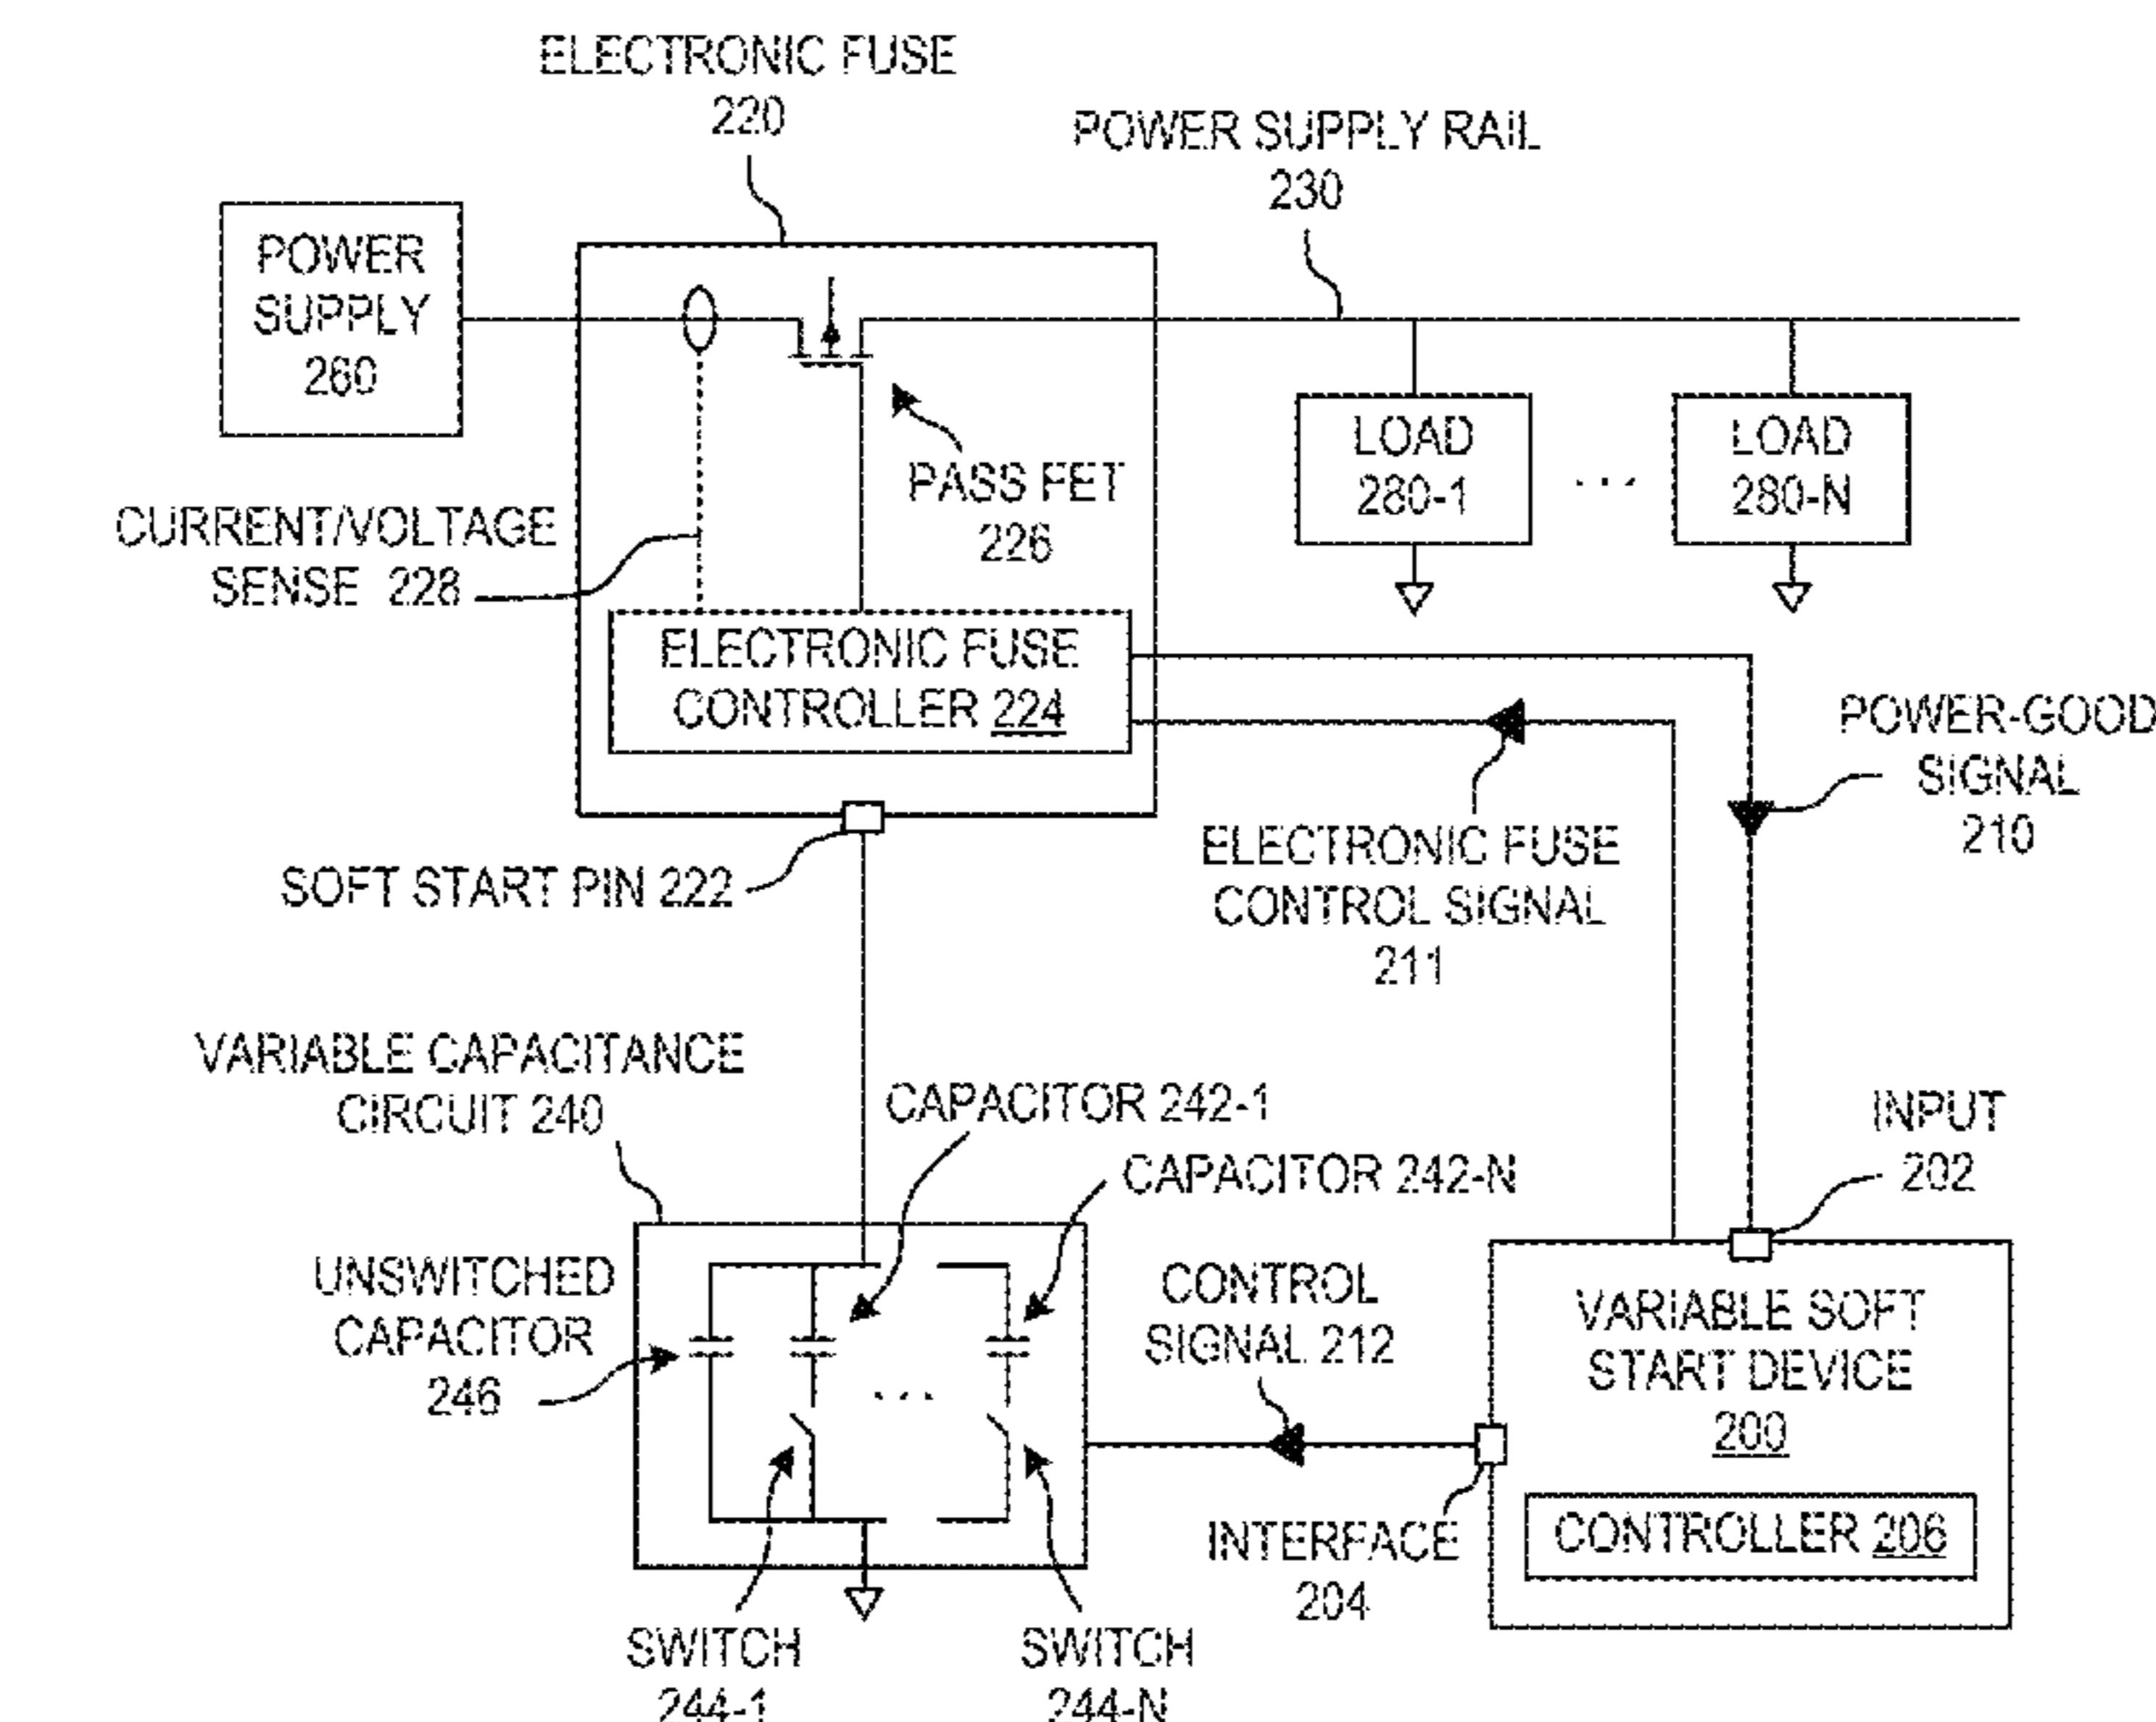 ELECTRONIC FUSE
220
POWER SUPPLY RAIL
230
POWER
SUPPLY
260
PASS FET
226
LOAD
280-1
...
LOAD
280-N
CURRENT/VOLTAGE
SENSE 228
ELECTRONIC FUSE
CONTROLLER 224
POWER-GOOD
SIGNAL
210
ELECTRONIC FUSE
CONTROL SIGNAL
211
SOFT START PIN 222
VARIABLE CAPACITANCE
CIRCUIT 240
CAPACITOR 242-1
CAPACITOR 242-N
INPUT
202
UNSWITCHED
CAPACITOR
246
...
CONTROL
SIGNAL 212
VARIABLE SOFT
START DEVICE
200
INTERFACE
204
CONTROLLER 206
SWITCH
244-1
SWITCH
244-N